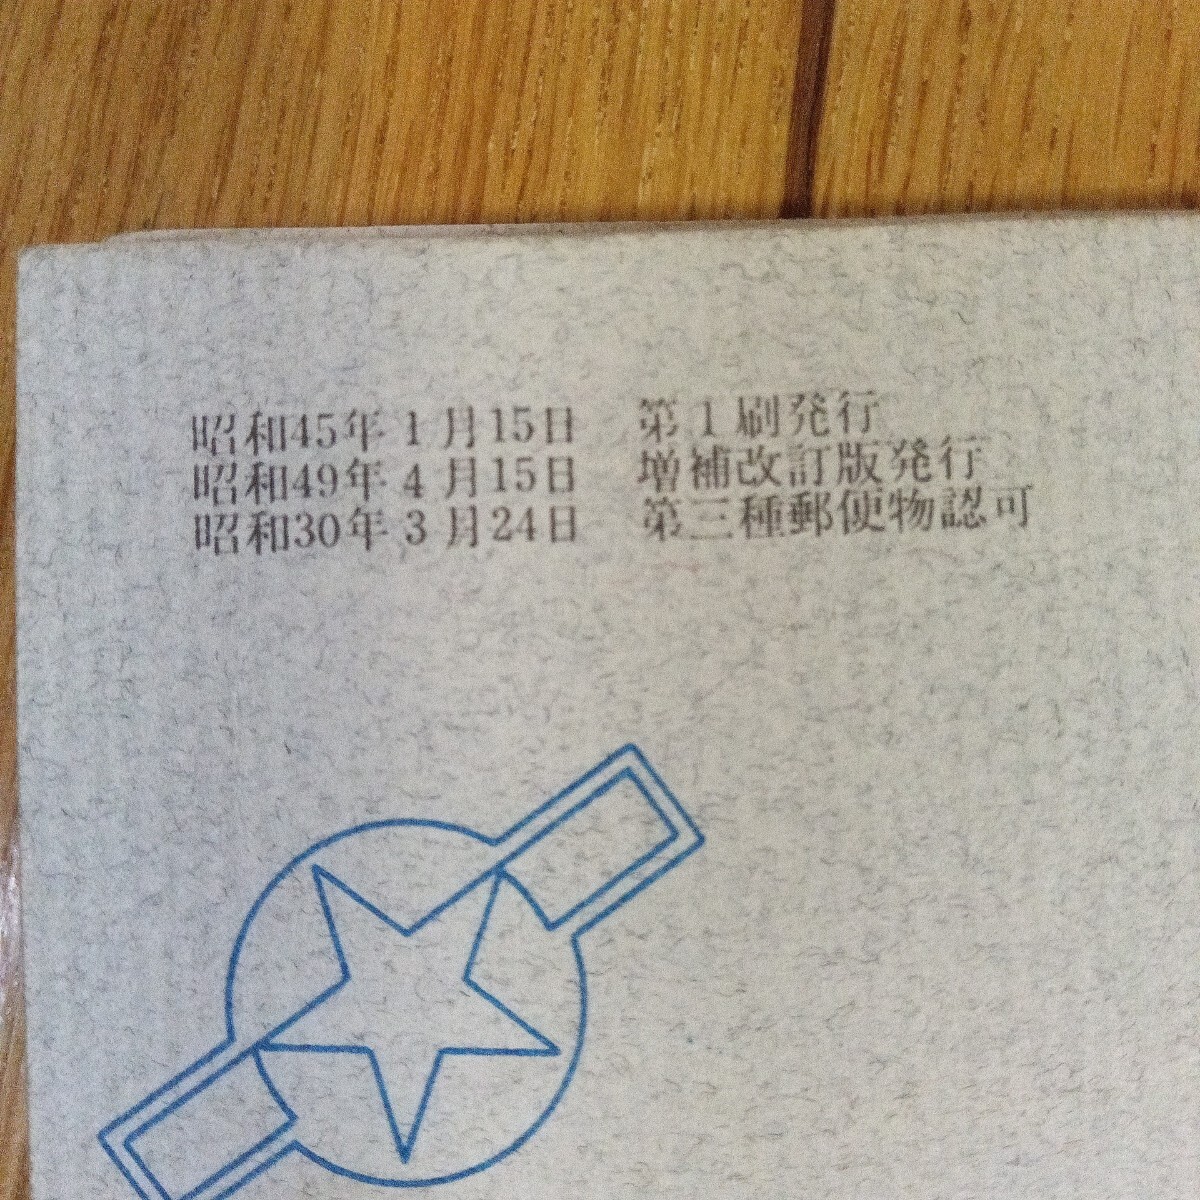 昭和45年1月15日 第1刷発行
昭和49年4月15日 増補改訂版発行
昭和30年3月24日 第三種郵便物認可